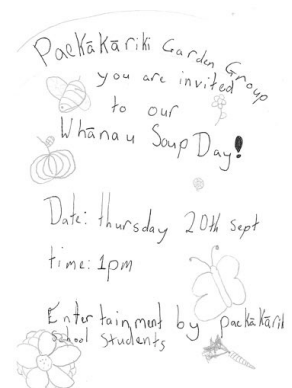 Paekākāriki Garden Group
you are invited
to our
Whānau Soup Day!
Date: thursday 20th sept
time: 1pm
Entertainment by paekākāriki
School Students